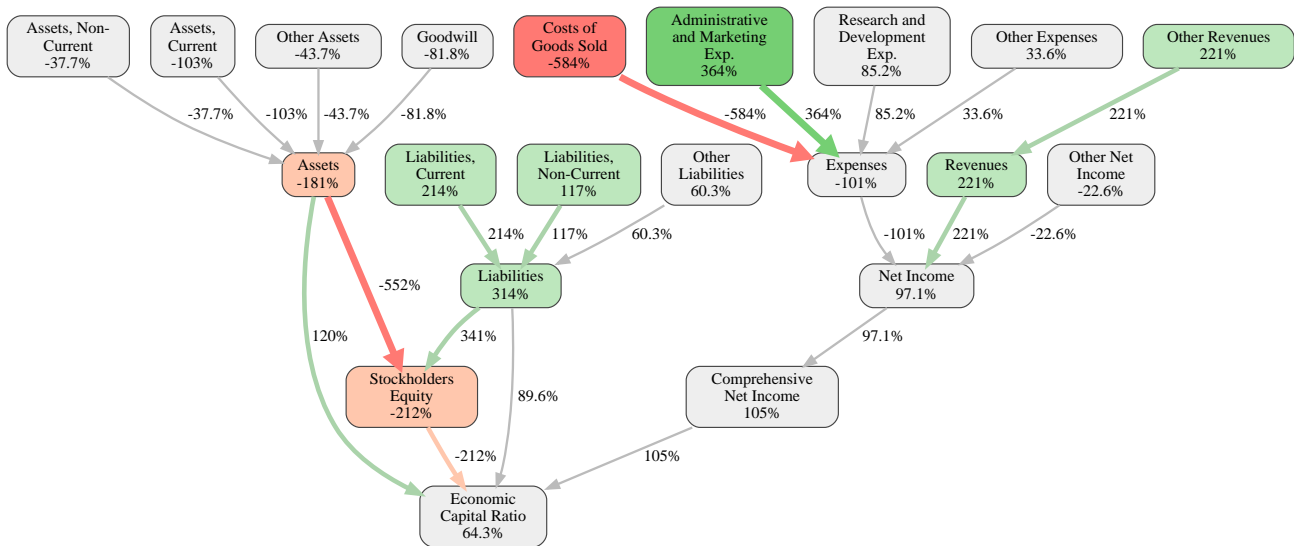 Assets, Non-
Current
-37.7%
Assets,
Current
-103%
Other Assets
-43.7%
Goodwill
-81.8%
Costs of
Goods Sold
-584%
Administrative
and Marketing
Exp.
364%
Research and
Development
Exp.
85.2%
Other Expenses
33.6%
Other Revenues
221%
-37.7%
-103%
-43.7%
-81.8%
-584%
364%
85.2%
33.6%
221%
Assets
-181%
Liabilities,
Current
214%
Liabilities,
Non-Current
117%
Other
Liabilities
60.3%
Expenses
-101%
Revenues
221%
Other Net
Income
-22.6%
214%
117%
60.3%
-101%
221%
-22.6%
Liabilities
314%
Net Income
97.1%
-552%
120%
341%
97.1%
Stockholders
Equity
-212%
89.6%
Comprehensive
Net Income
105%
-212%
105%
Economic
Capital Ratio
64.3%